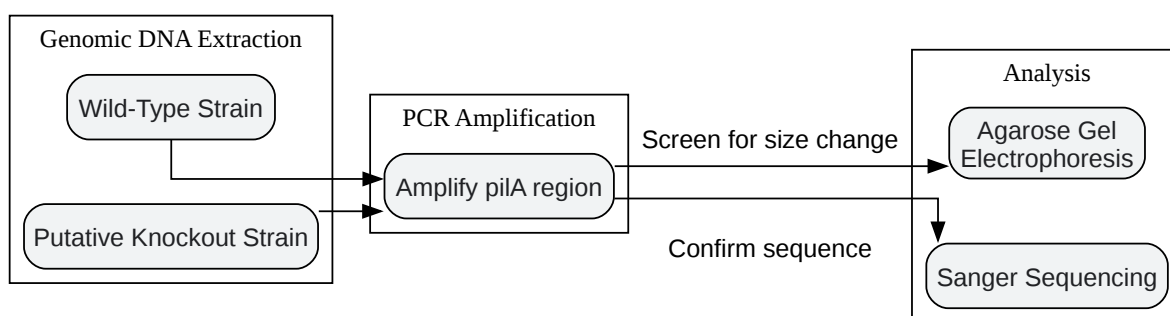 Genomic DNA Extraction
Wild-Type Strain
Putative Knockout Strain
PCR Amplification
Amplify pilA region
Screen for size change
Confirm sequence
Analysis
Agarose Gel
Electrophoresis
Sanger Sequencing